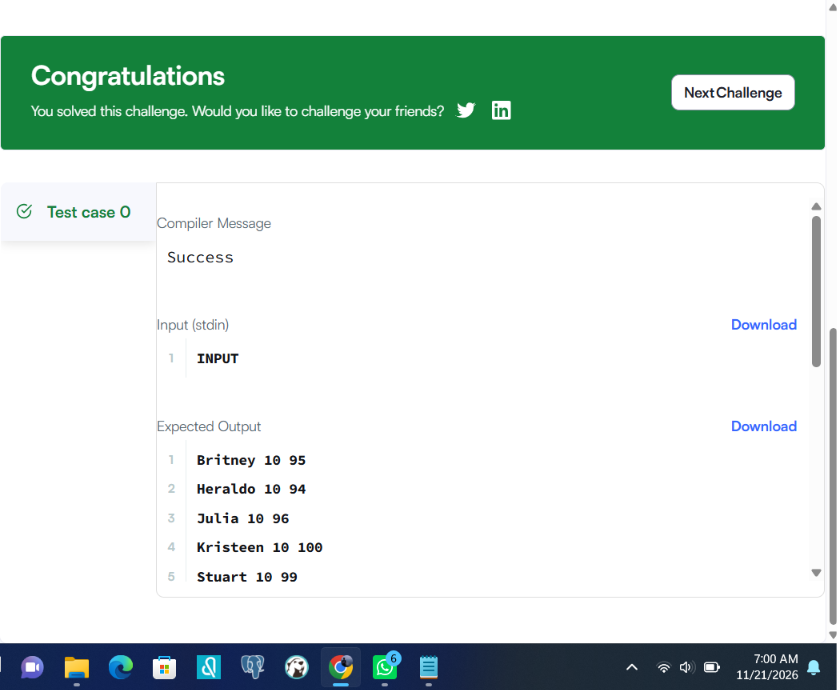 Congratulations
You solved this challenge. Would you like to challenge your friends?
Next Challenge
Test case 0
Compiler Message
Success
Input (stdin)
Download
1 INPUT
Expected Output
Download
1 Britney 10 95
2 Heraldo 10 94
3 Julia 10 96
4 Kristeen 10 100
5 Stuart 10 99
6
7:00 AM
11/21/2026